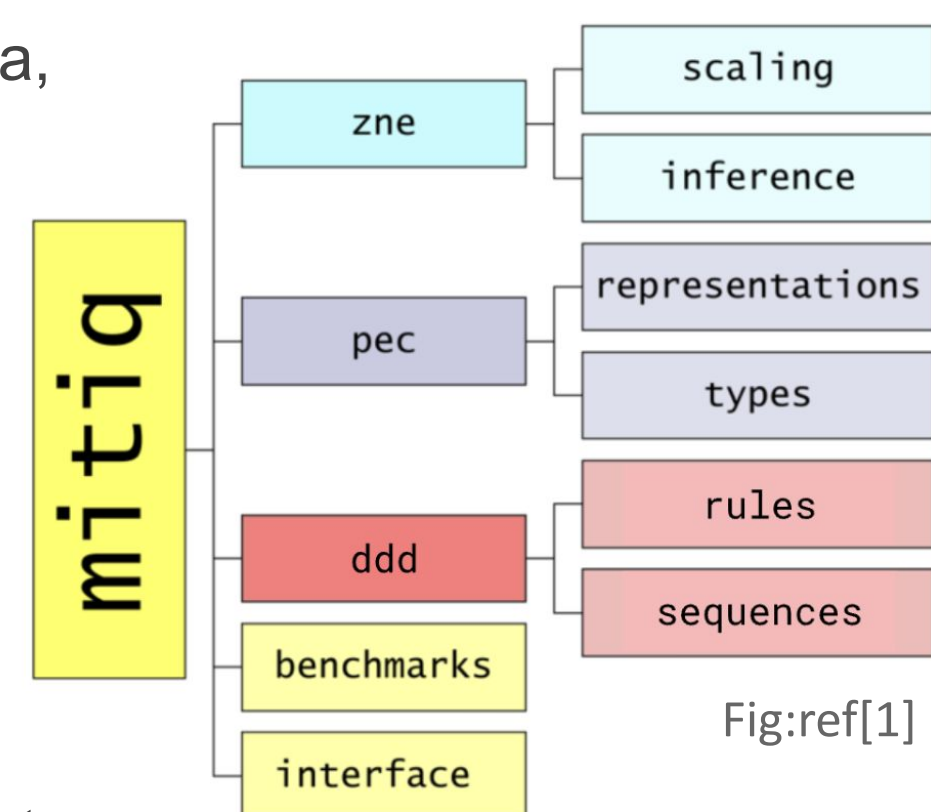 a,
mitiq
zne
scaling
inference
pec
representations
types
ddd
rules
sequences
benchmarks
interface
Fig:ref[1]